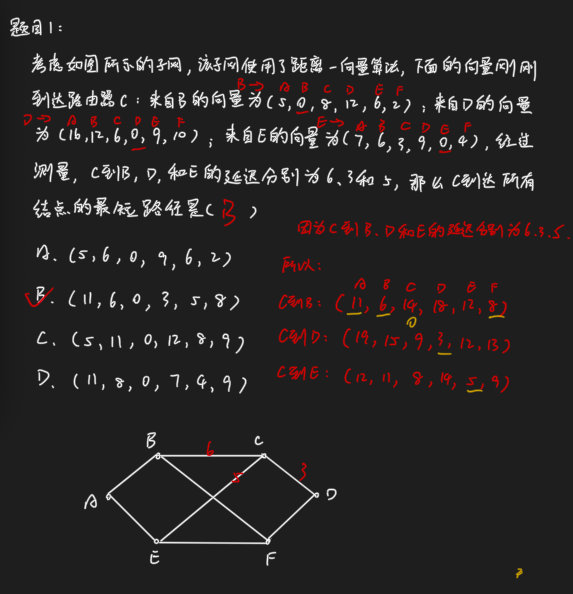 题目1:
考虑如图所示的子网,该子网使用了距离-向量算法,下面的向量刚刚
B→ A B C D E F
到达路由器C:来自B的向量为(5,0,8,12,6,2);来自D的向量
D→ A B C D E F E→ A B C D E F
为(16,12,6,0,9,10);来自E的向量为(7,6,3,9,0,4),经过
测量,C到B,D,和E的延迟分别为6、3和5,那么C到达所有
结点的最短路径是(B)
因为C到B、D和E的延迟分别为6.3.5.
A、(5,6,0,9,6,2)
所以:
A B C D E F
B、(11,6,0,3,5,8)
C到B:(11,6,14,18,12,8)
0
C、(5,11,0,12,8,9)
C到D:(19,15,9,3,12,13)
D、(11,8,0,7,4,9)
C到E:(12,11,8,14,5,9)
B 6 C
5 3
A D
E F